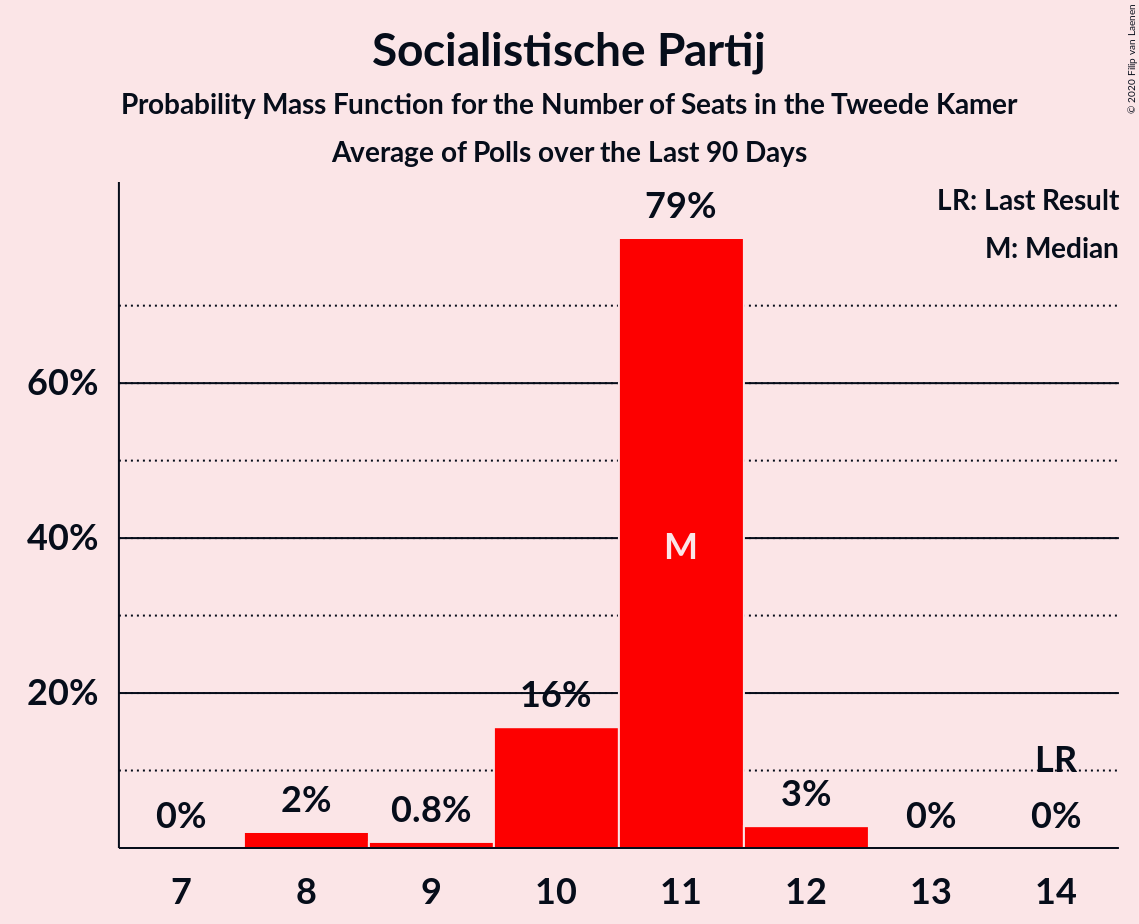 Socialistische Partij
Probability Mass Function for the Number of Seats in the Tweede Kamer
Average of Polls over the Last 90 Days
© 2020 Filip van Laenen
LR: Last Result
M: Median
79%
60%
40%
M
20%
16%
LR
0%
2%
0.8%
3%
0%
0%
7 8 9 10 11 12 13 14